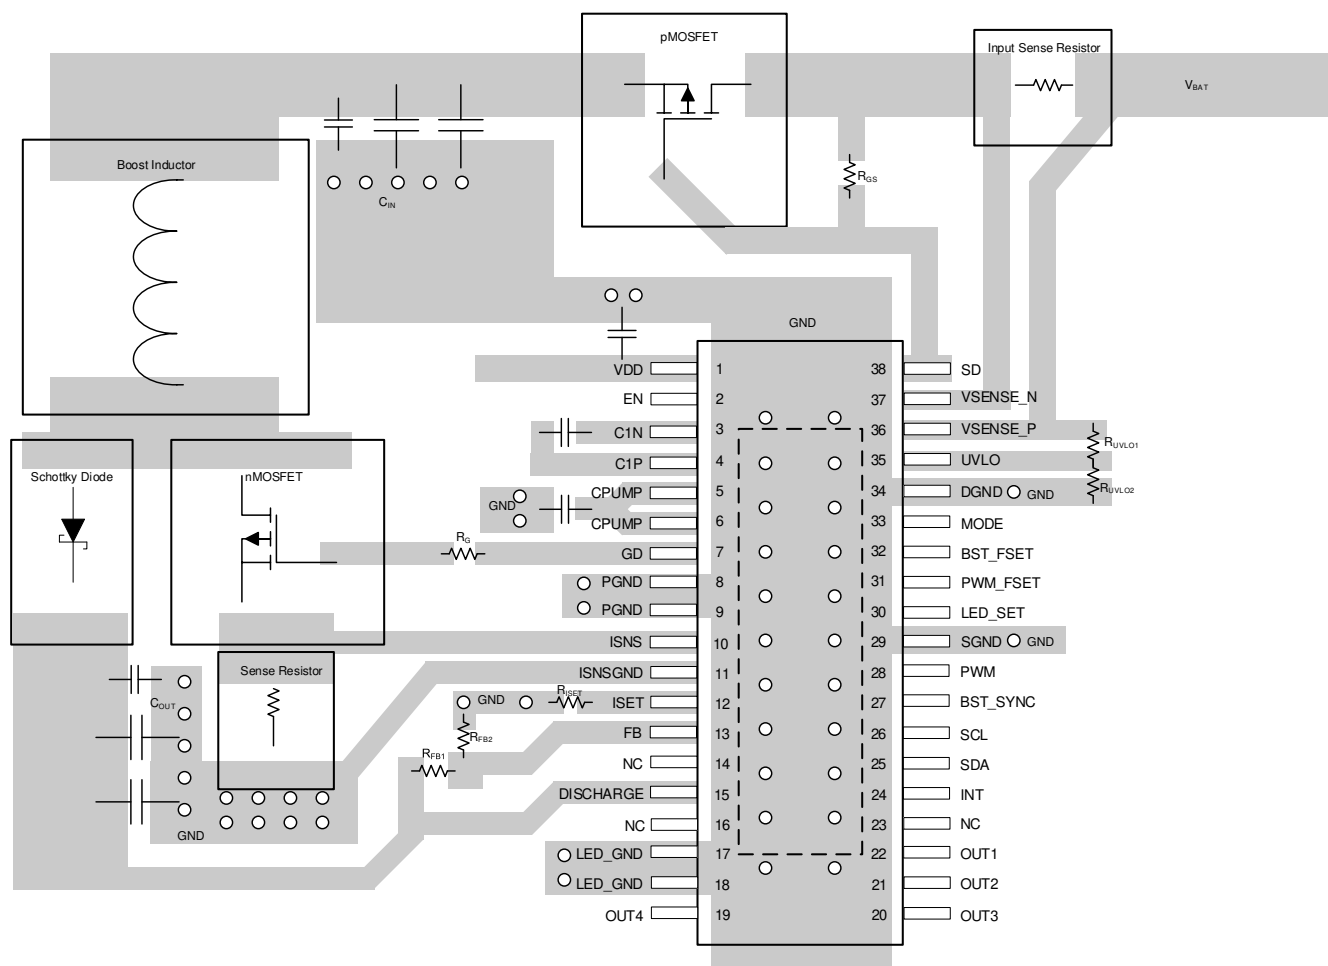 pMOSFET
Input Sense Resistor
VBAT
Boost Inductor
RGS
CIN
GND
VDD 1 38 SD
EN 2 37 VSENSE_N
C1N 3 36 VSENSE_P
RUVLO1
C1P 4 35 UVLO
Schottky Diode
nMOSFET
CPUMP 5 34 DGND GND
RUVLO2
GND
CPUMP 6 33 MODE
RG
GD 7 32 BST_FSET
PGND 8 31 PWM_FSET
PGND 9 30 LED_SET
ISNS 10 29 SGND GND
Sense Resistor
ISNSGND 11 28 PWM
COUT
GND
RISET
ISET 12 27 BST_SYNC
RFB2
FB 13 26 SCL
RFB1
NC 14 25 SDA
DISCHARGE 15 24 INT
GND
NC 16 23 NC
LED_GND 17 22 OUT1
LED_GND 18 21 OUT2
OUT4 19 20 OUT3